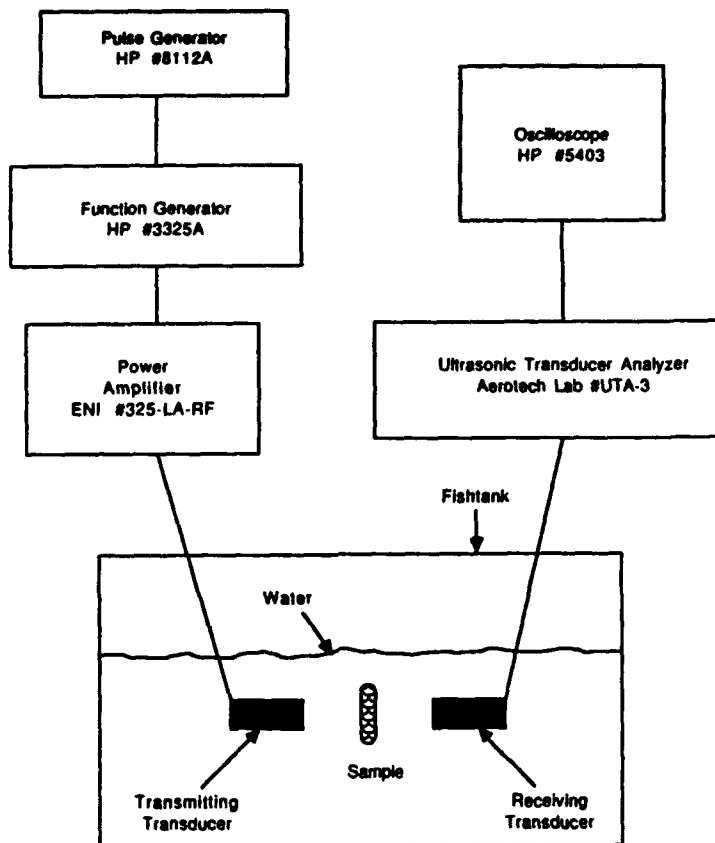 Pulse Generator
HP #8112A
Oscilloscope
HP #5403
Function Generator
HP #3325A
Power
Amplifier
ENI #325-LA-RF
Ultrasonic Transducer Analyzer
Aerotech Lab #UTA-3
Fishtank
Water
Sample
Transmitting
Transducer
Receiving
Transducer